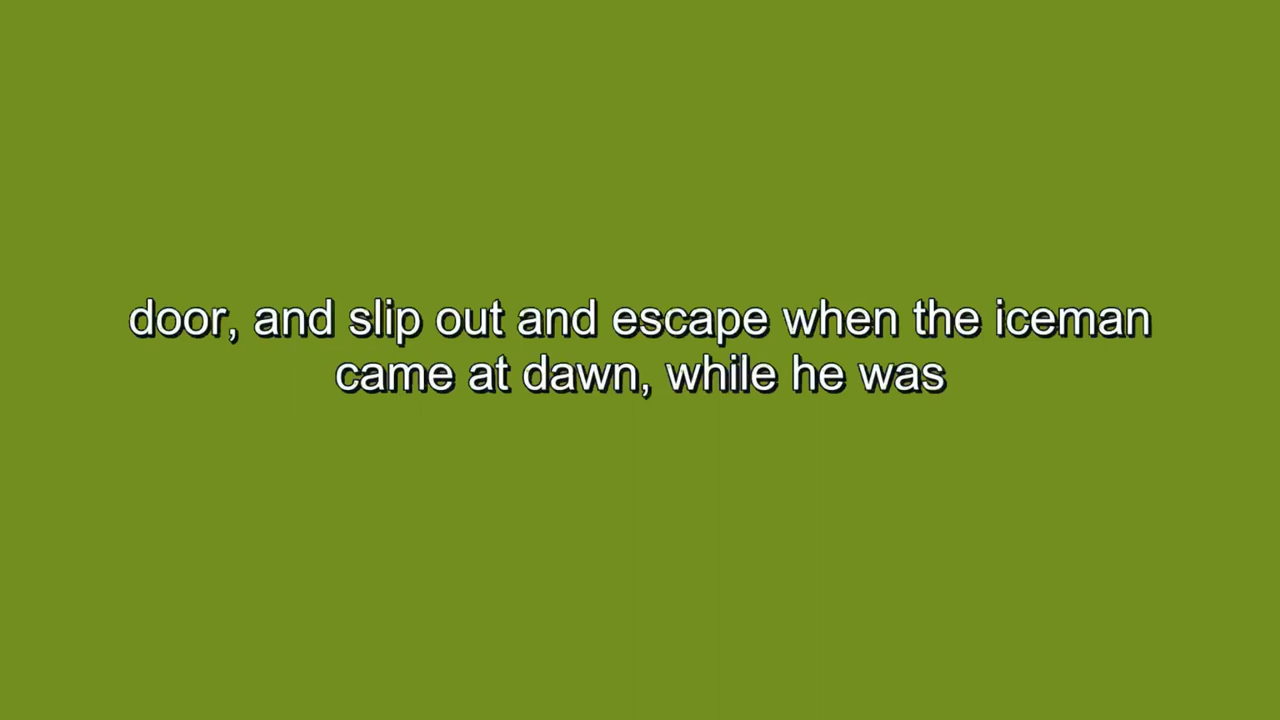 door, and slip out and escape when the iceman
came at dawn, while he was